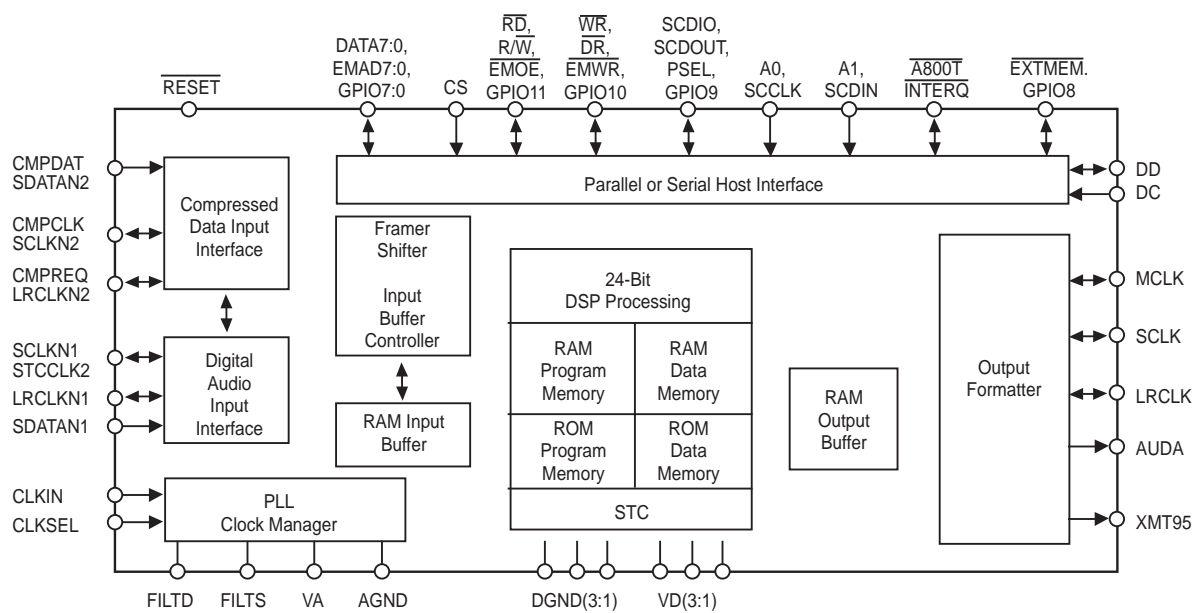 RD,
R/W,
EMOE,
GPIO11
WR,
DR,
EMWR,
GPIO10
SCDIO,
SCDOUT,
PSEL,
GPIO9
DATA7:0,
EMAD7:0,
GPIO7:0
RESET
CS
A0,
SCCLK
A1,
SCDIN
A800T
INTERQ
EXTMEM.
GPIO8
CMPDAT
SDATAN2
CMPCLK
SCLKN2
CMPREQ
LRCLKN2
SCLKN1
STCCLK2
LRCLKN1
SDATAN1
CLKIN
CLKSEL
Compressed
Data Input
Interface
Digital
Audio
Input
Interface
PLL
Clock Manager
Parallel or Serial Host Interface
Framer
Shifter
Input
Buffer
Controller
RAM Input
Buffer
24-Bit
DSP Processing
RAM
Program
Memory
RAM
Data
Memory
ROM
Program
Memory
ROM
Data
Memory
STC
RAM
Output
Buffer
Output
Formatter
DD
DC
MCLK
SCLK
LRCLK
AUDA
XMT95
FILTD
FILTS
VA
AGND
DGND(3:1)
VD(3:1)